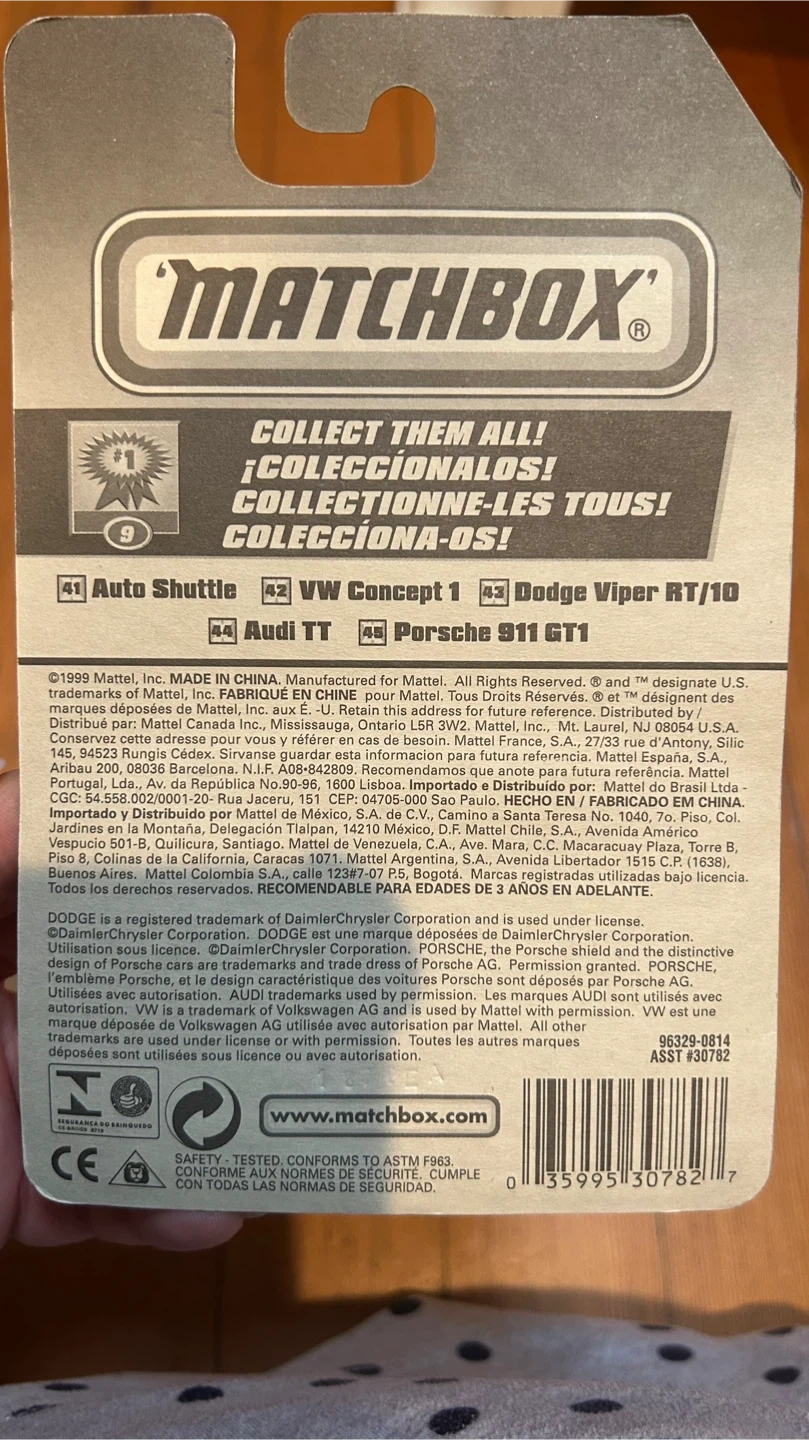 'MATCHBOX'®
#1
9
COLLECT THEM ALL!
¡COLECCÍONALOS!
COLLECTIONNE-LES TOUS!
COLECCÍONA-OS!
41 Auto Shuttle 42 VW Concept 1 43 Dodge Viper RT/10
44 Audi TT 45 Porsche 911 GT1
©1999 Mattel, Inc. MADE IN CHINA. Manufactured for Mattel. All Rights Reserved. ® and ™ designate U.S.
trademarks of Mattel, Inc. FABRIQUÉ EN CHINE pour Mattel. Tous Droits Réservés. ® et ™ désignent des
marques déposées de Mattel, Inc. aux É. -U. Retain this address for future reference. Distributed by /
Distribué par: Mattel Canada Inc., Mississauga, Ontario L5R 3W2. Mattel, Inc., Mt. Laurel, NJ 08054 U.S.A.
Conservez cette adresse pour vous y référer en cas de besoin. Mattel France, S.A., 27/33 rue d'Antony, Silic
145, 94523 Rungis Cédex. Sirvanse guardar esta informacion para futura referencia. Mattel España, S.A.,
Aribau 200, 08036 Barcelona. N.I.F. A08•842809. Recomendamos que anote para futura referência. Mattel
Portugal, Lda., Av. da República No.90-96, 1600 Lisboa. Importado e Distribuído por: Mattel do Brasil Ltda -
CGC: 54.558.002/0001-20- Rua Jaceru, 151 CEP: 04705-000 Sao Paulo. HECHO EN / FABRICADO EM CHINA.
Importado y Distribuido por Mattel de México, S.A. de C.V., Camino a Santa Teresa No. 1040, 7o. Piso, Col.
Jardines en la Montaña, Delegación Tlalpan, 14210 México, D.F. Mattel Chile, S.A., Avenida Américo
Vespucio 501-B, Quilicura, Santiago. Mattel de Venezuela, C.A., Ave. Mara, C.C. Macaracuay Plaza, Torre B,
Piso 8, Colinas de la California, Caracas 1071. Mattel Argentina, S.A., Avenida Libertador 1515 C.P. (1638),
Buenos Aires. Mattel Colombia S.A., calle 123#7-07 P.5, Bogotá. Marcas registradas utilizadas bajo licencia.
Todos los derechos reservados. RECOMENDABLE PARA EDADES DE 3 AÑOS EN ADELANTE.
DODGE is a registered trademark of DaimlerChrysler Corporation and is used under license.
©DaimlerChrysler Corporation. DODGE est une marque déposées de DaimlerChrysler Corporation.
Utilisation sous licence. ©DaimlerChrysler Corporation. PORSCHE, the Porsche shield and the distinctive
design of Porsche cars are trademarks and trade dress of Porsche AG. Permission granted. PORSCHE,
l'emblème Porsche, et le design caractéristique des voitures Porsche sont déposés par Porsche AG.
Utilisées avec autorisation. AUDI trademarks used by permission. Les marques AUDI sont utilisés avec
autorisation. VW is a trademark of Volkswagen AG and is used by Mattel with permission. VW est une
marque déposée de Volkswagen AG utilisée avec autorisation par Mattel. All other
trademarks are used under license or with permission. Toutes les autres marques
déposées sont utilisées sous licence ou avec autorisation.
96329-0814
ASST #30782
SEGURANÇA DO BRINQUEDO
www.matchbox.com
CE
SAFETY - TESTED. CONFORMS TO ASTM F963.
CONFORME AUX NORMES DE SÉCURITÉ. CUMPLE
CON TODAS LAS NORMAS DE SEGURIDAD.
0 35995 30782 7